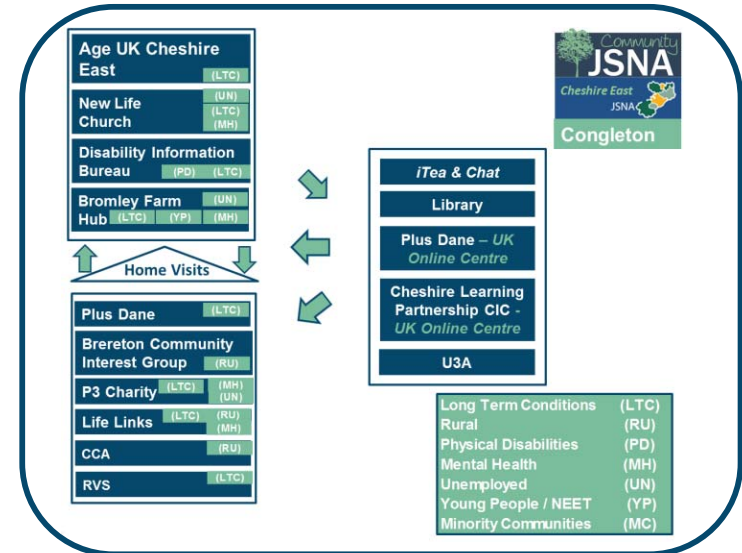 Age UK Cheshire
East (LTC)
New Life (UN)
Church (LTC)
(MH)
Disability Information
Bureau (PD) (LTC)
Bromley Farm (UN)
Hub (LTC) (YP) (MH)
Home Visits
Plus Dane (LTC)
Brereton Community
Interest Group (RU)
P3 Charity (LTC) (MH)
(UN)
Life Links (LTC) (RU)
(MH)
CCA (RU)
RVS (LTC)
iTea & Chat
Library
Plus Dane – UK
Online Centre
Cheshire Learning
Partnership CIC -
UK Online Centre
U3A
Community
JSNA
Cheshire East
JSNA
Congleton
Long Term Conditions (LTC)
Rural (RU)
Physical Disabilities (PD)
Mental Health (MH)
Unemployed (UN)
Young People / NEET (YP)
Minority Communities (MC)